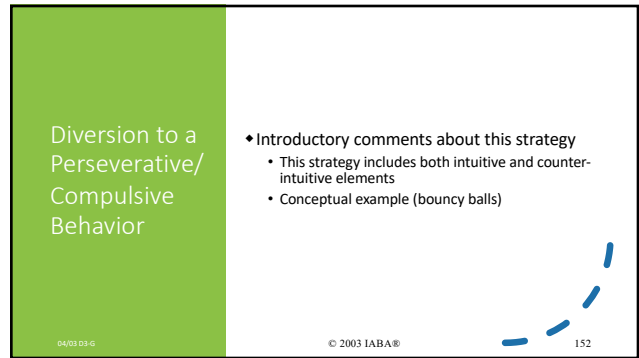 Diversion to a
Perseverative/
Compulsive
Behavior
◆Introductory comments about this strategy
• This strategy includes both intuitive and counter-
intuitive elements
• Conceptual example (bouncy balls)
04/03 D3-G
© 2003 IABA®
152